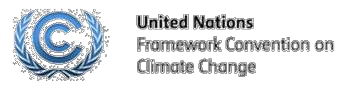 United Nations
Framework Convention on
Climate Change